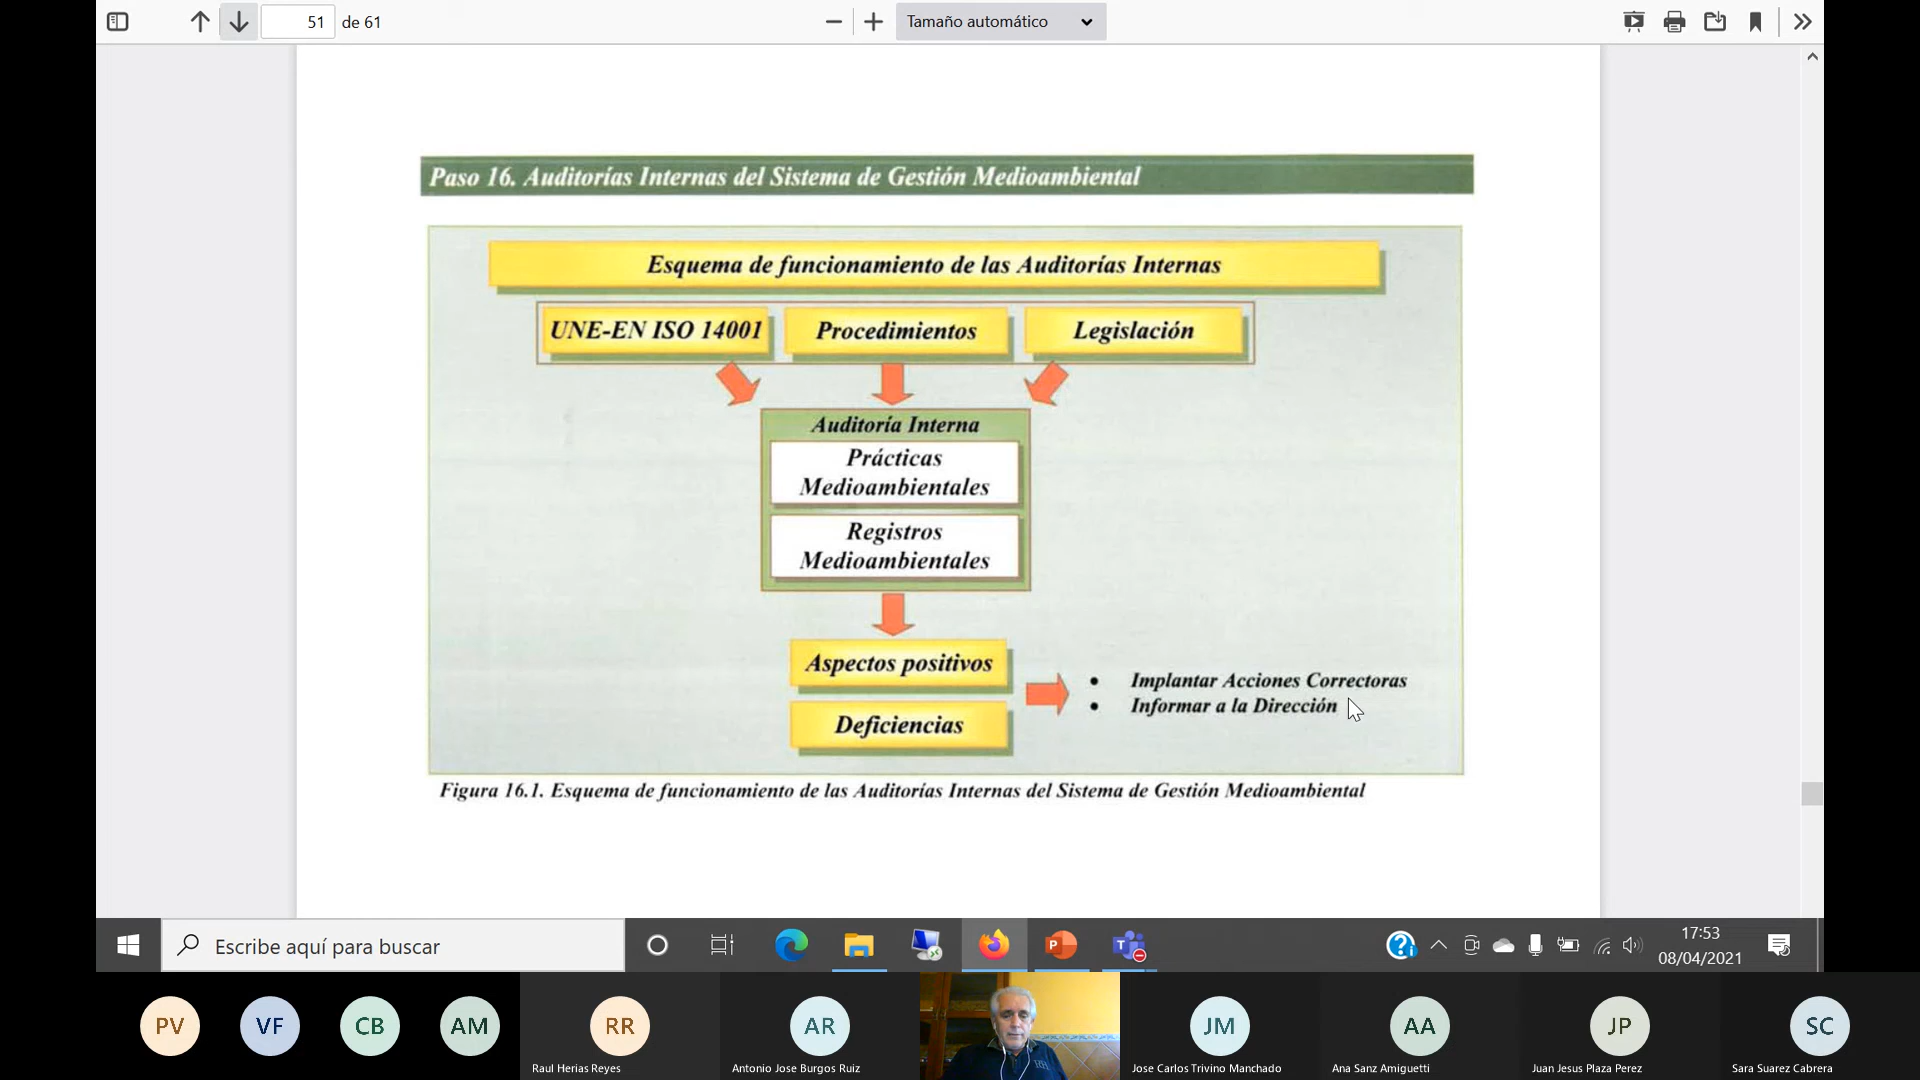 51 de 61
Tamaño automático
Paso 16. Auditorías Internas del Sistema de Gestión Medioambiental
Esquema de funcionamiento de las Auditorías Internas
UNE-EN ISO 14001
Procedimientos
Legislación
Auditoría Interna
Prácticas
Medioambientales
Registros
Medioambientales
Aspectos positivos
Deficiencias
• Implantar Acciones Correctoras
• Informar a la Dirección
Figura 16.1. Esquema de funcionamiento de las Auditorías Internas del Sistema de Gestión Medioambiental
Escribe aquí para buscar
17:53
08/04/2021
PV
VF
CB
AM
RR
AR
JM
AA
JP
SC
Raul Herias Reyes
Antonio Jose Burgos Ruiz
Jose Carlos Trivino Manchado
Ana Sanz Amiguetti
Juan Jesus Plaza Perez
Sara Suarez Cabrera